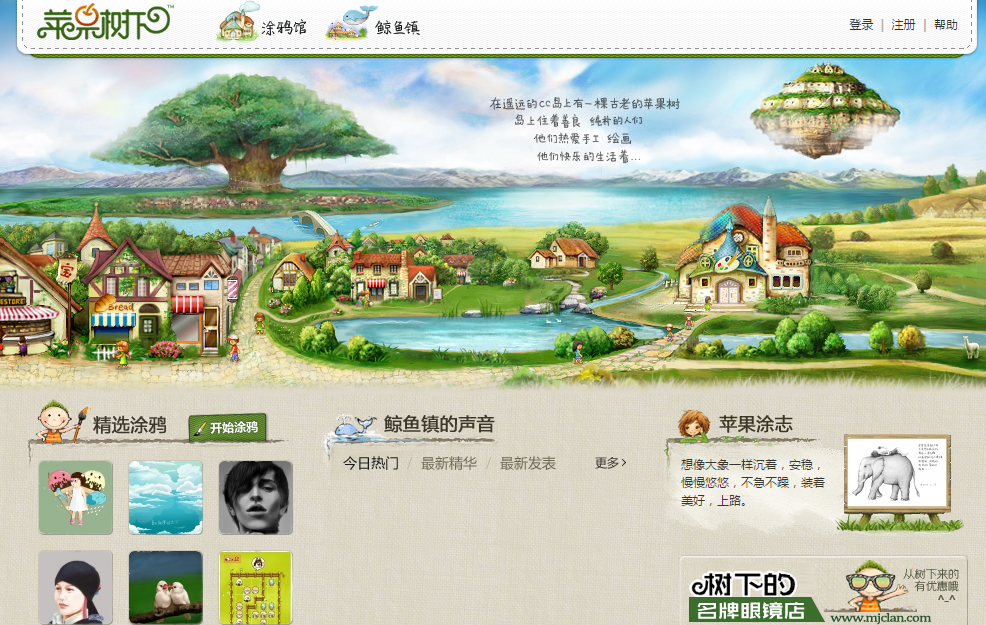 苹果树下™
涂鸦馆
鲸鱼镇
登录 | 注册 | 帮助
在遥远的cc岛上有一棵古老的苹果树
岛上住着善良 纯朴的人们
他们热爱手工 绘画
他们快乐的生活着...
Bread
精选涂鸦
开始涂鸦
鲸鱼镇的声音
今日热门 / 最新精华 / 最新发表
更多
苹果涂志
想像大象一样沉着，安稳，
慢慢悠悠，不急不躁，装着
美好，上路。
树下的
名牌眼镜店
从树下来的
有优惠哦
^_^
www.mjclan.com